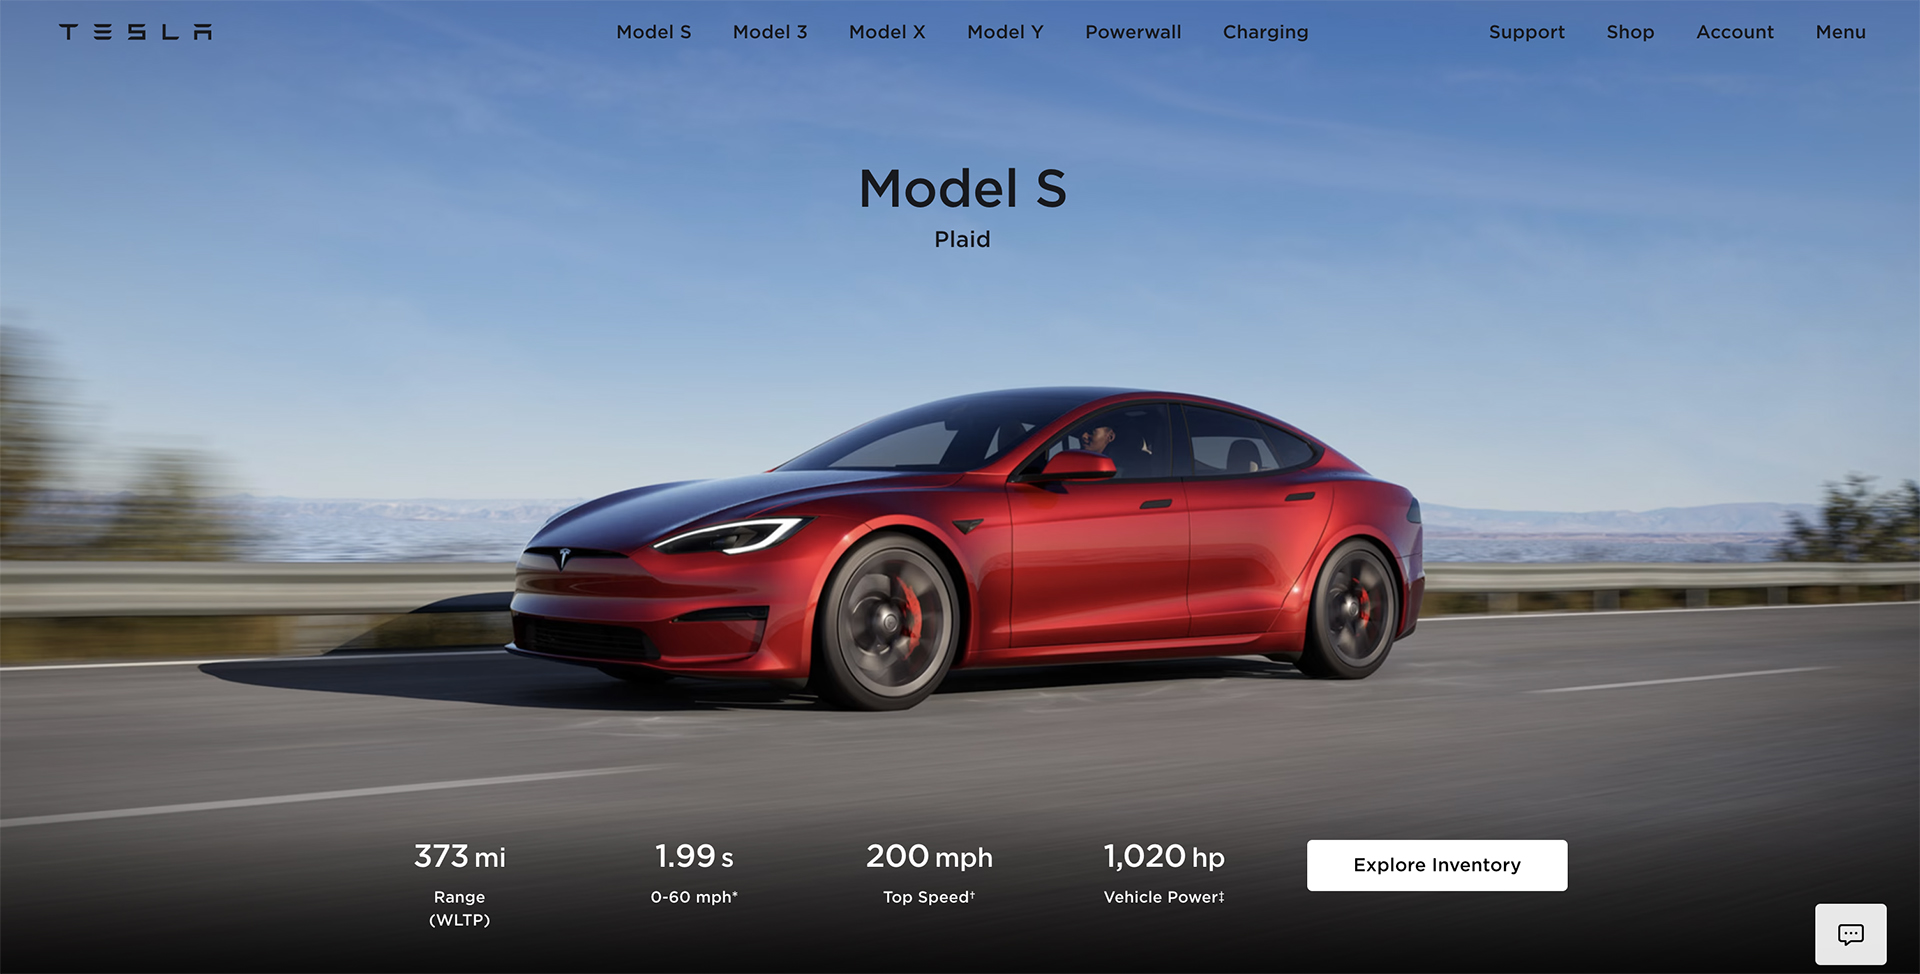 TESLA Model S Model 3 Model X Model Y Powerwall Charging Support Shop Account Menu
Model S
Plaid
373 mi 1.99 s 200 mph 1,020 hp Explore Inventory
Range 0-60 mph* Top Speed† Vehicle Power‡
(WLTP)